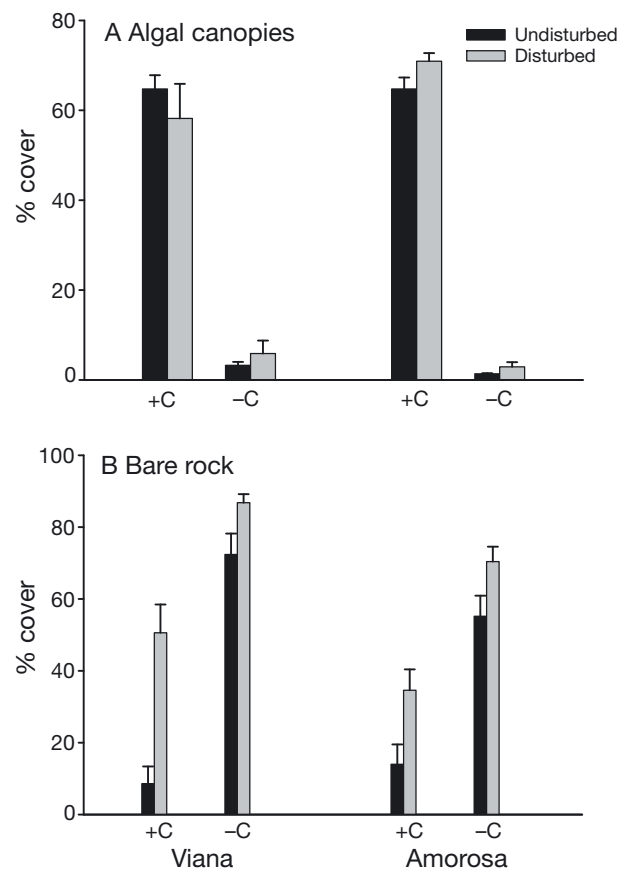 A Algal canopies
Undisturbed
Disturbed
80
60
40
20
0
% cover
+C
–C
+C
–C
B Bare rock
100
80
60
40
20
0
% cover
+C
–C
+C
–C
Viana
Amorosa